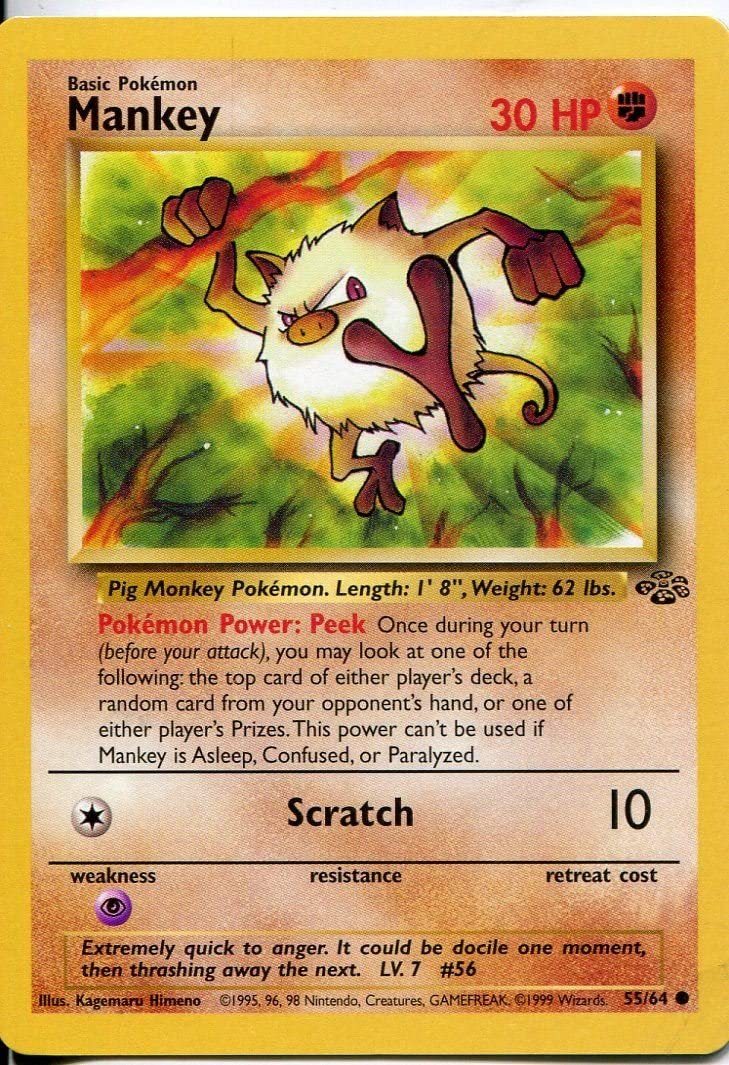 Basic Pokémon
Mankey
30 HP
Pig Monkey Pokémon. Length: 1' 8", Weight: 62 lbs.
Pokémon Power: Peek Once during your turn
(before your attack), you may look at one of the
following: the top card of either player's deck, a
random card from your opponent's hand, or one of
either player's Prizes. This power can't be used if
Mankey is Asleep, Confused, or Paralyzed.
Scratch 10
weakness resistance retreat cost
Extremely quick to anger. It could be docile one moment,
then thrashing away the next. LV. 7 #56
Illus. Kagemaru Himeno ©1995, 96, 98 Nintendo, Creatures, GAMEFREAK. ©1999 Wizards. 55/64